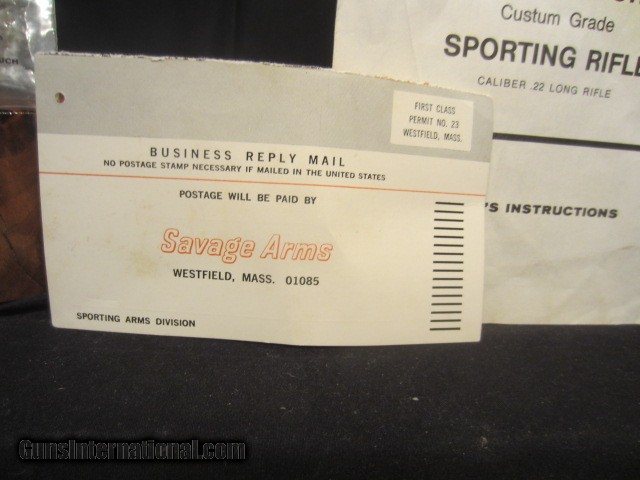 Custum Grade
SPORTING RIFLE
CALIBER .22 LONG RIFLE
'S INSTRUCTIONS
FIRST CLASS
PERMIT NO. 23
WESTFIELD, MASS.
BUSINESS REPLY MAIL
NO POSTAGE STAMP NECESSARY IF MAILED IN THE UNITED STATES
POSTAGE WILL BE PAID BY
Savage Arms
WESTFIELD, MASS. 01085
SPORTING ARMS DIVISION
GunsInternational.com